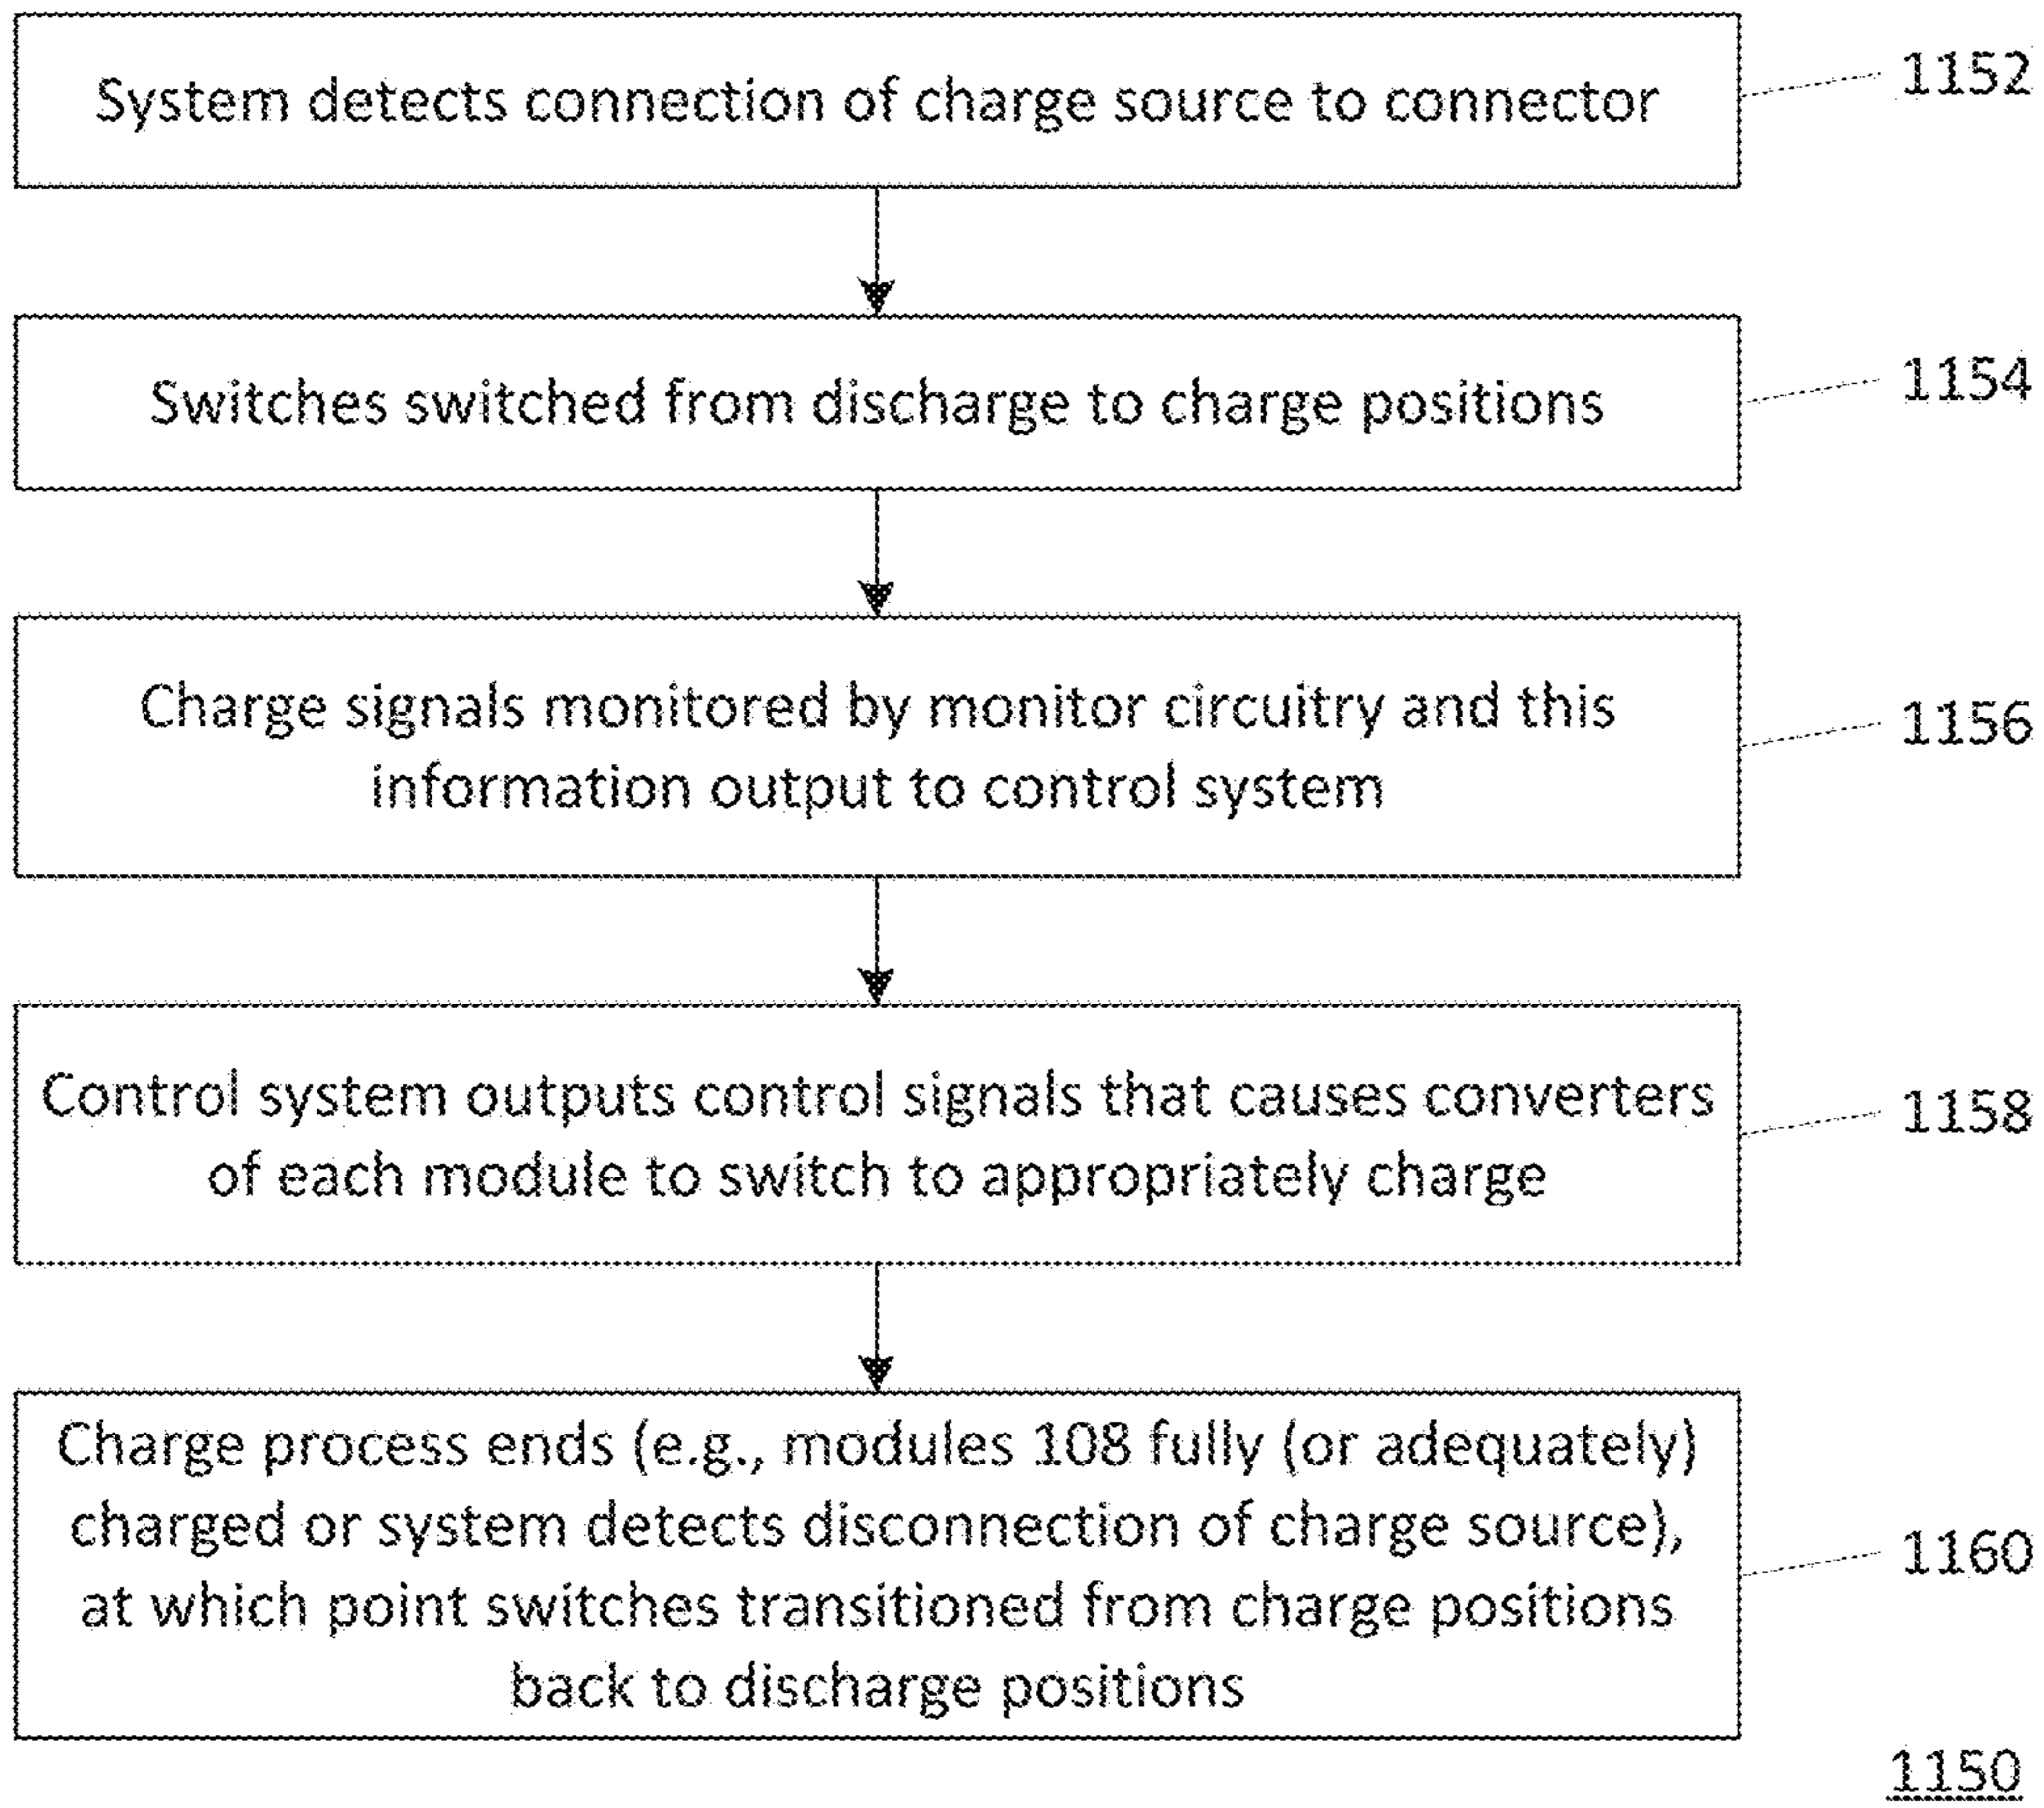 System detects connection of charge source to connector
1152
Switches switched from discharge to charge positions
1154
Charge signals monitored by monitor circuitry and this
information output to control system
1156
Control system outputs control signals that causes converters
of each module to switch to appropriately charge
1158
Charge process ends (e.g., modules 108 fully (or adequately)
charged or system detects disconnection of charge source),
at which point switches transitioned from charge positions
back to discharge positions
1160
1150